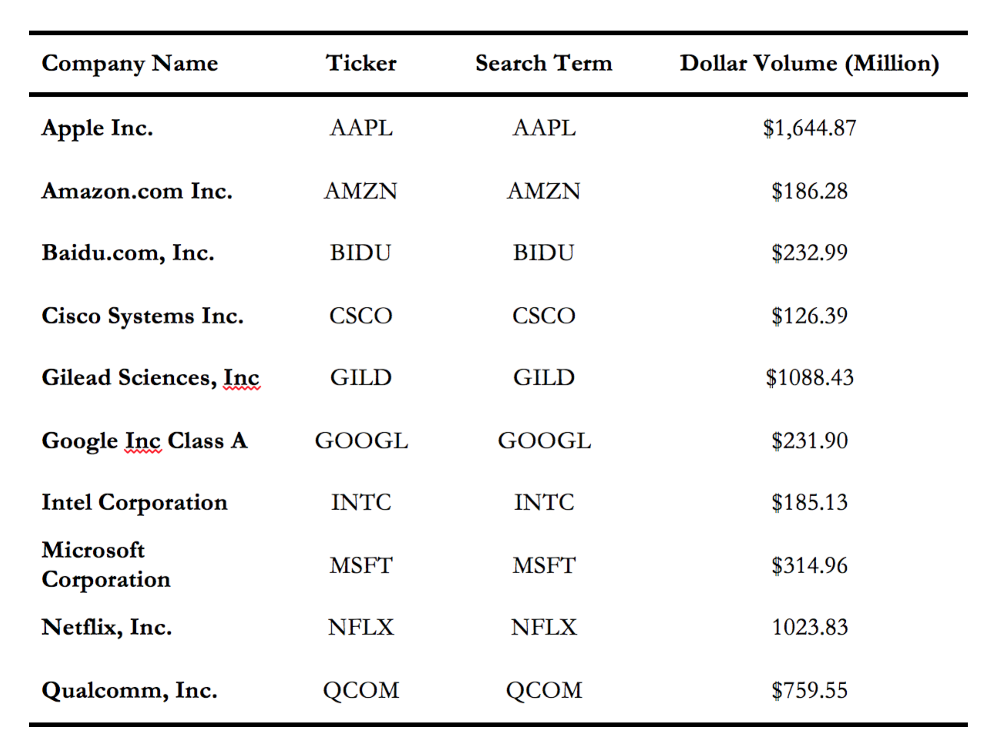 Company Name Ticker Search Term Dollar Volume (Million)
Apple Inc. AAPL AAPL $1,644.87
Amazon.com Inc. AMZN AMZN $186.28
Baidu.com, Inc. BIDU BIDU $232.99
Cisco Systems Inc. CSCO CSCO $126.39
Gilead Sciences, Inc GILD GILD $1088.43
Google Inc Class A GOOGL GOOGL $231.90
Intel Corporation INTC INTC $185.13
Microsoft
Corporation MSFT MSFT $314.96
Netflix, Inc. NFLX NFLX 1023.83
Qualcomm, Inc. QCOM QCOM $759.55